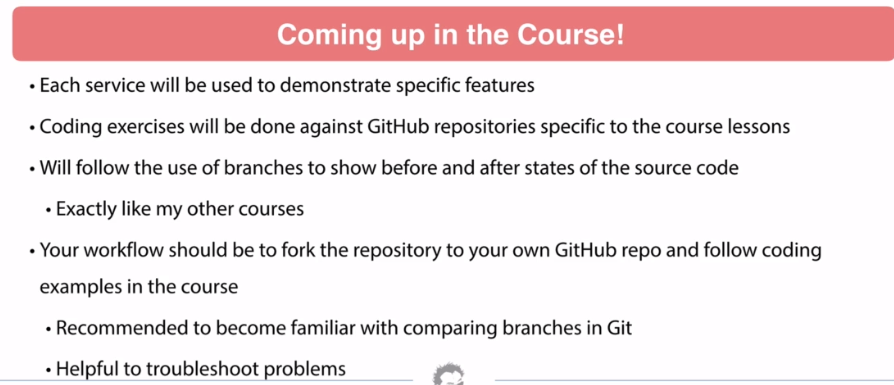 Coming up in the Course!
• Each service will be used to demonstrate specific features
• Coding exercises will be done against GitHub repositories specific to the course lessons
• Will follow the use of branches to show before and after states of the source code
• Exactly like my other courses
• Your workflow should be to fork the repository to your own GitHub repo and follow coding
examples in the course
• Recommended to become familiar with comparing branches in Git
• Helpful to troubleshoot problems